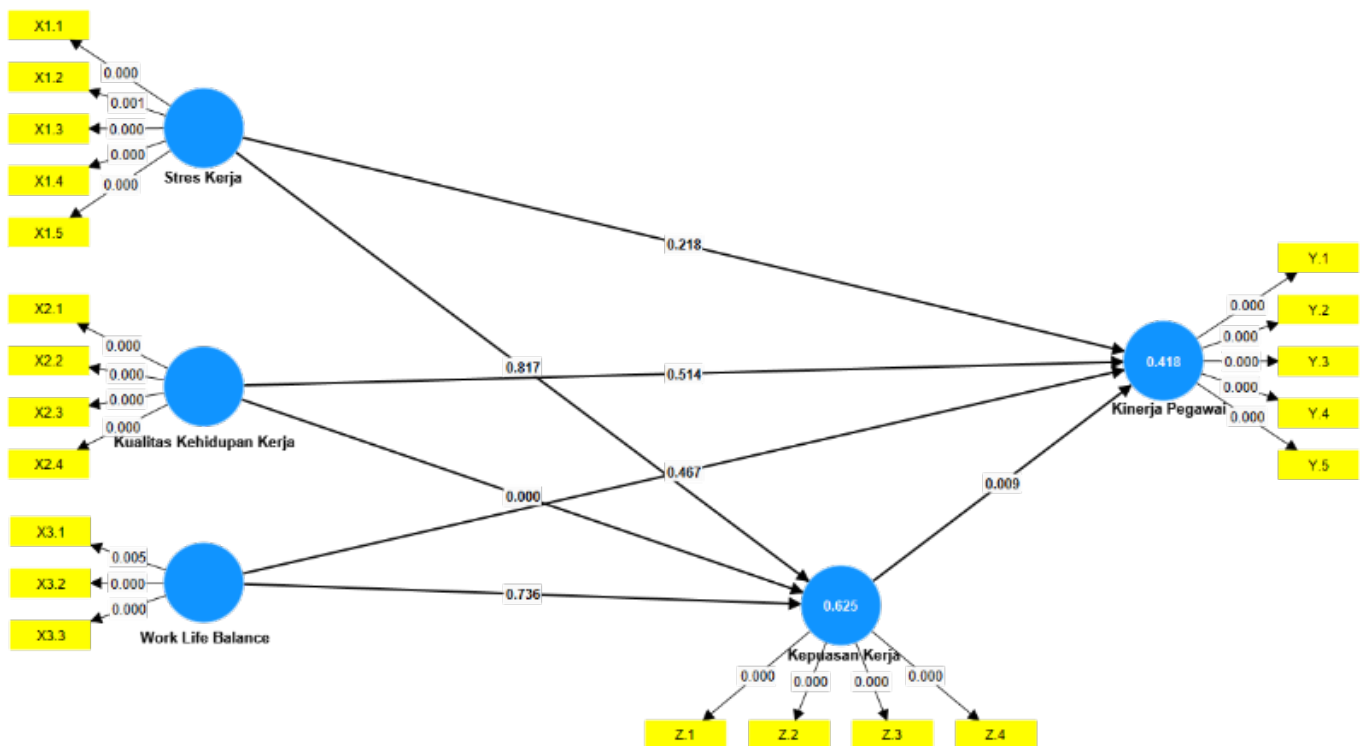 X1.1
0.000
X1.2
0.001
X1.3
0.000
X1.4
0.000
X1.5
0.000
Stres Kerja
X2.1
0.000
X2.2
0.000
X2.3
0.000
X2.4
0.000
Kualitas Kehidupan Kerja
X3.1
0.005
X3.2
0.000
X3.3
0.000
Work Life Balance
0.218
0.817
0.514
0.467
0.000
0.736
0.009
0.418
Kinerja Pegawai
Y.1
0.000
Y.2
0.000
Y.3
0.000
Y.4
0.000
Y.5
0.000
0.625
Kepuasan Kerja
0.000
0.000
0.000
0.000
Z.1
Z.2
Z.3
Z.4